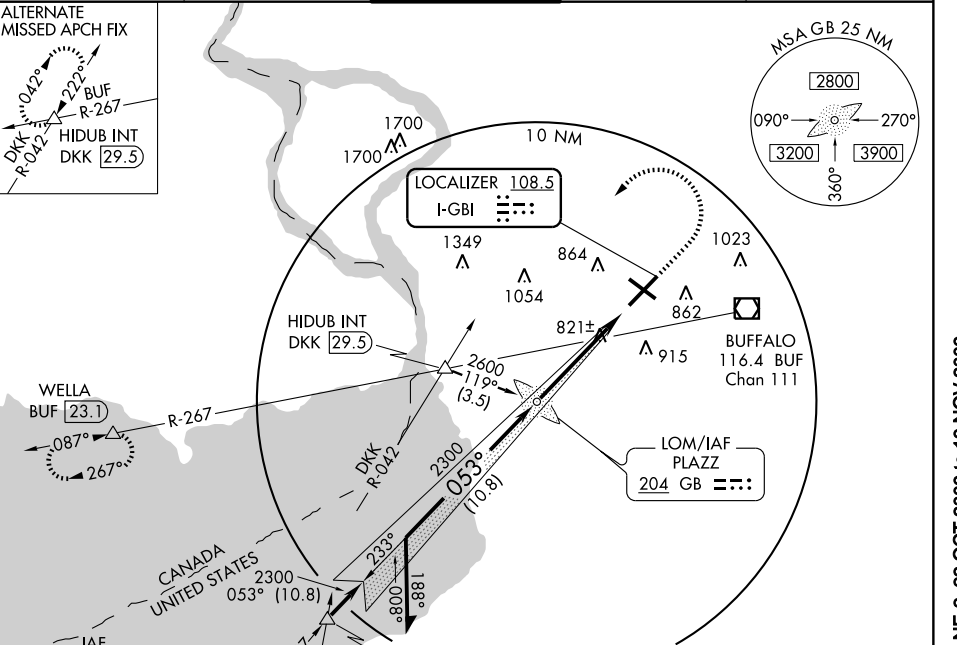 ALTERNATE
MISSED APCH FIX
042°
222°
BUF
R-267
HIDUB INT
DKK 29.5
DKK
R-042
MSA GB 25 NM
2800
090°
270°
3200
3900
360°
10 NM
1700
1700
LOCALIZER 108.5
I-GBI
1349
1054
864
1023
862
821±
915
BUFFALO
116.4 BUF
Chan 111
HIDUB INT
DKK 29.5
2600
119°
(3.5)
WELLA
BUF 23.1
R-267
087°
267°
DKK
R-042
2300
053°
(10.8)
LOM/IAF
PLAZZ
204 GB
233°
CANADA
UNITED STATES
2300
053° (10.8)
008°
188°
IAF